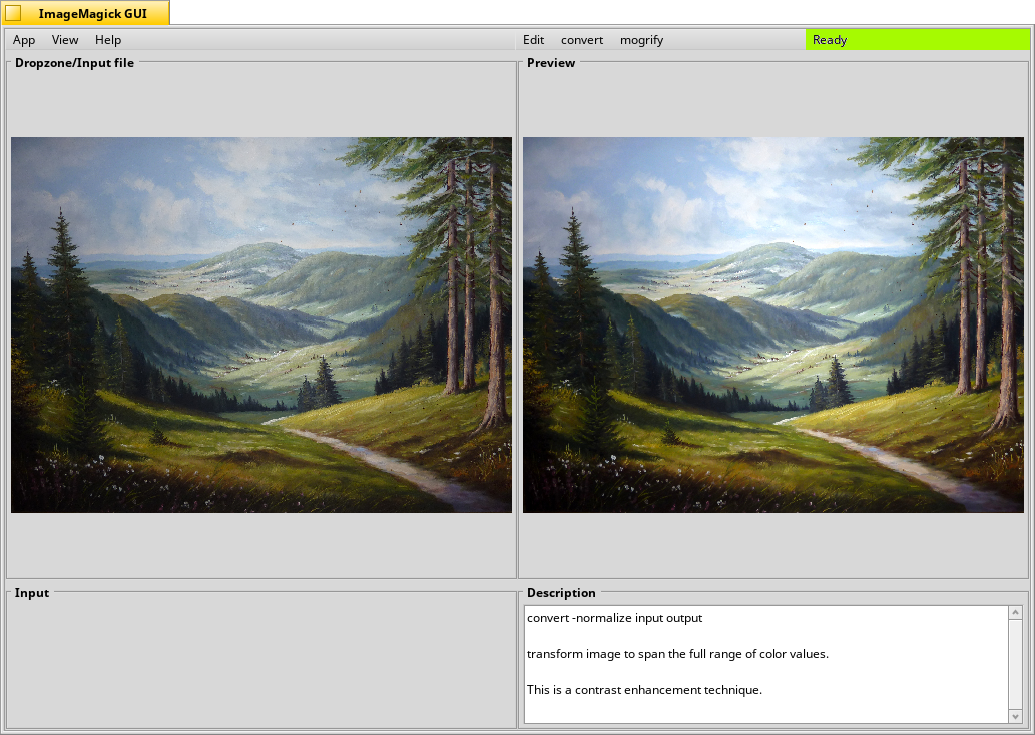 ImageMagick GUI
App View Help
Edit convert mogrify
Ready
Dropzone/Input file
Preview
Input
Description
convert -normalize input output
transform image to span the full range of color values.
This is a contrast enhancement technique.